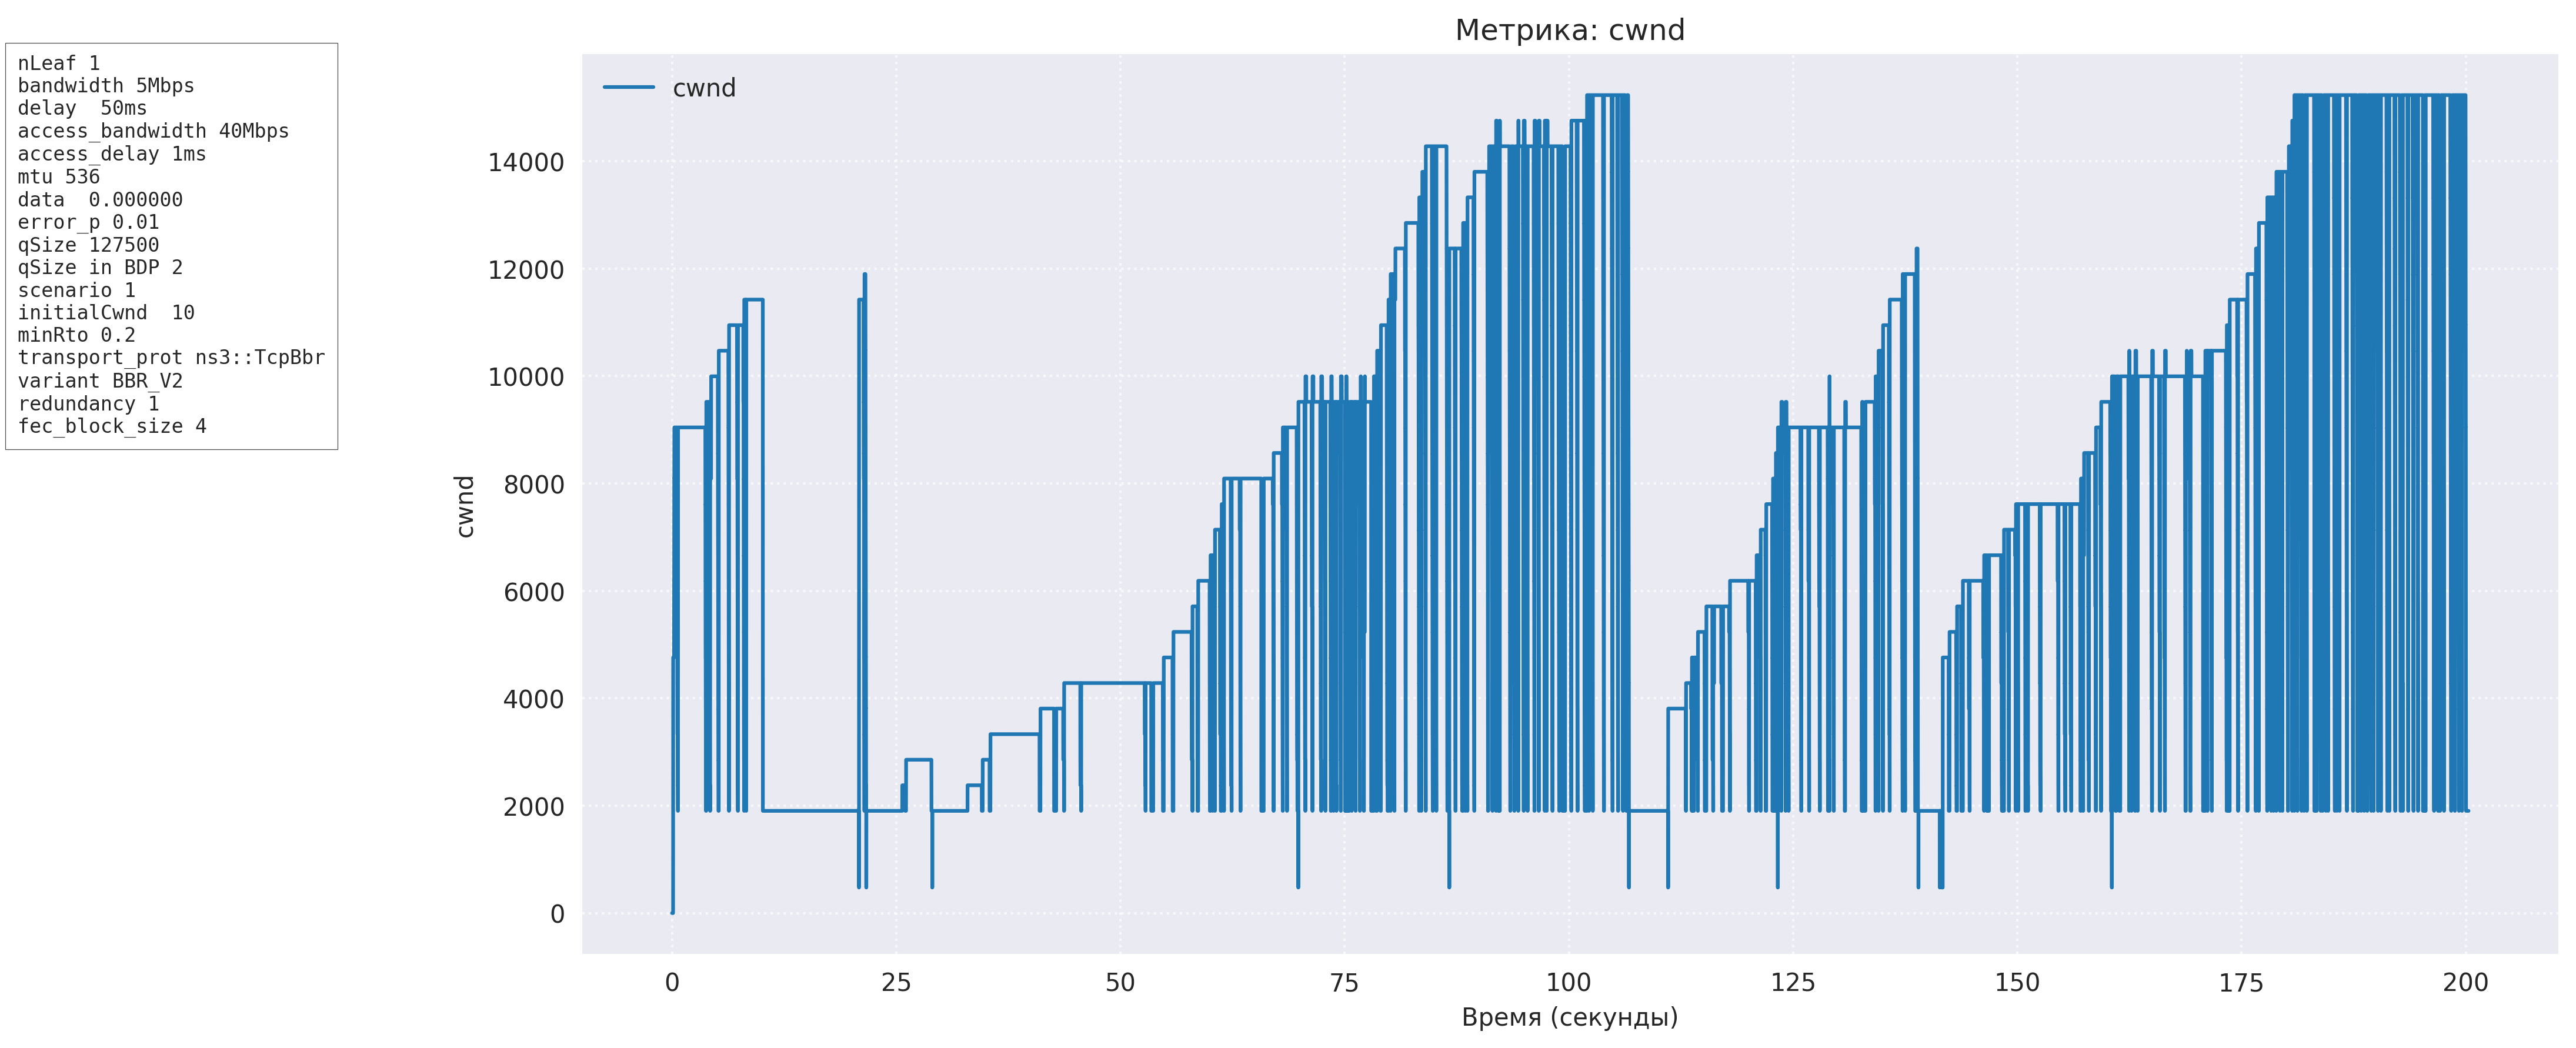 Метрика: cwnd
nLeaf 1
bandwidth 5Mbps
delay  50ms
access_bandwidth 40Mbps
access_delay 1ms
mtu 536
data  0.000000
error_p 0.01
qSize 127500
qSize in BDP 2
scenario 1
initialCwnd  10
minRto 0.2
transport_prot ns3::TcpBbr
variant BBR_V2
redundancy 1
fec_block_size 4
cwnd
cwnd
14000
12000
10000
8000
6000
4000
2000
0
0 25 50 75 100 125 150 175 200
Время (секунды)